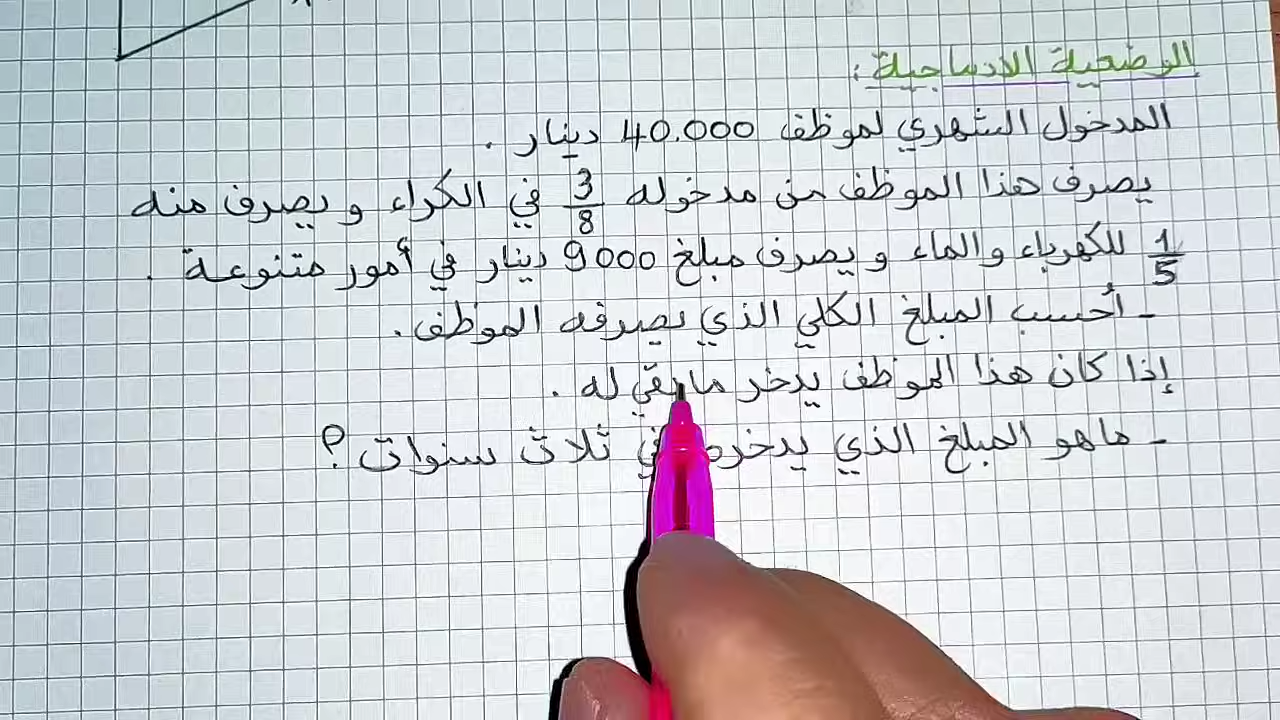 الوضعية الادماجية :
المدخول الشهري لموظف 40.000 دينار .
يصرف هذا الموظف من مدخوله 3/8 في الكراء و يصرف منه
1/5 للكهرباء والماء و يصرف مبلغ 9000 دينار في أمور متنوعة .
- أحسب المبلغ الكلي الذي يصرفه الموظف .
إذا كان هذا الموظف يدخر مابقي له .
- ماهو المبلغ الذي يدخره في ثلاث سنوات ؟